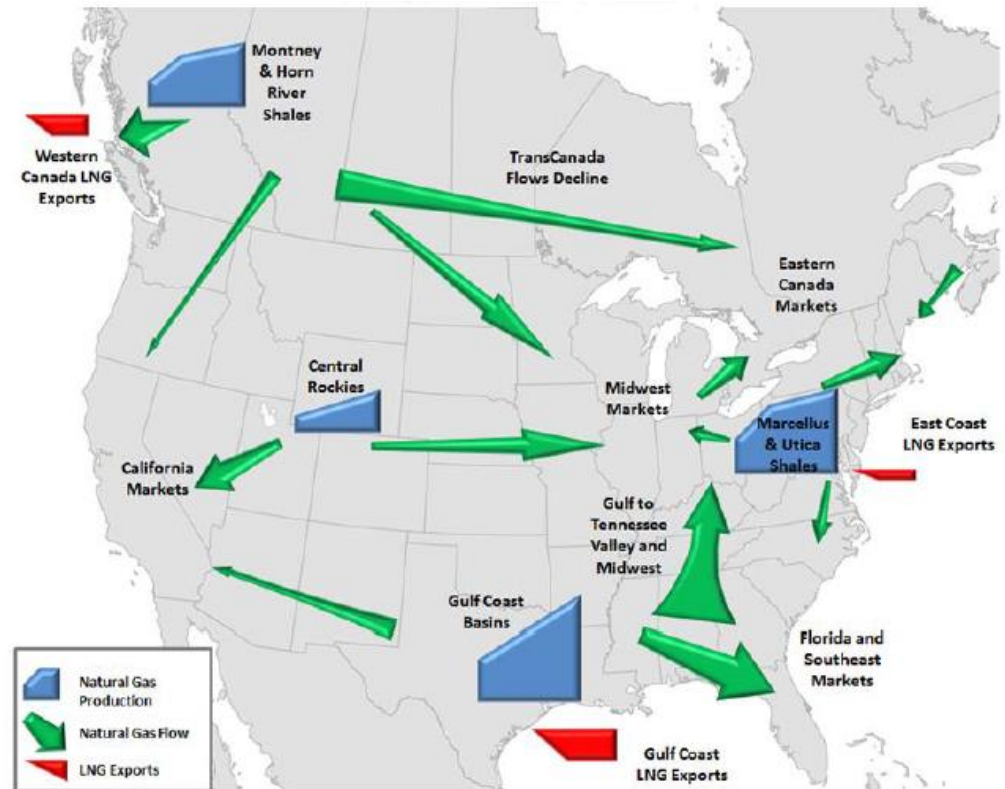 Montney
& Horn
River
Shales
Western
Canada LNG
Exports
TransCanada
Flows Decline
Eastern
Canada
Markets
Central
Rockies
Midwest
Markets
Marcellus
& Utica
Shales
East Coast
LNG Exports
California
Markets
Gulf to
Tennessee
Valley and
Midwest
Gulf Coast
Basins
Florida and
Southeast
Markets
Gulf Coast
LNG Exports
Natural Gas
Production
Natural Gas Flow
LNG Exports